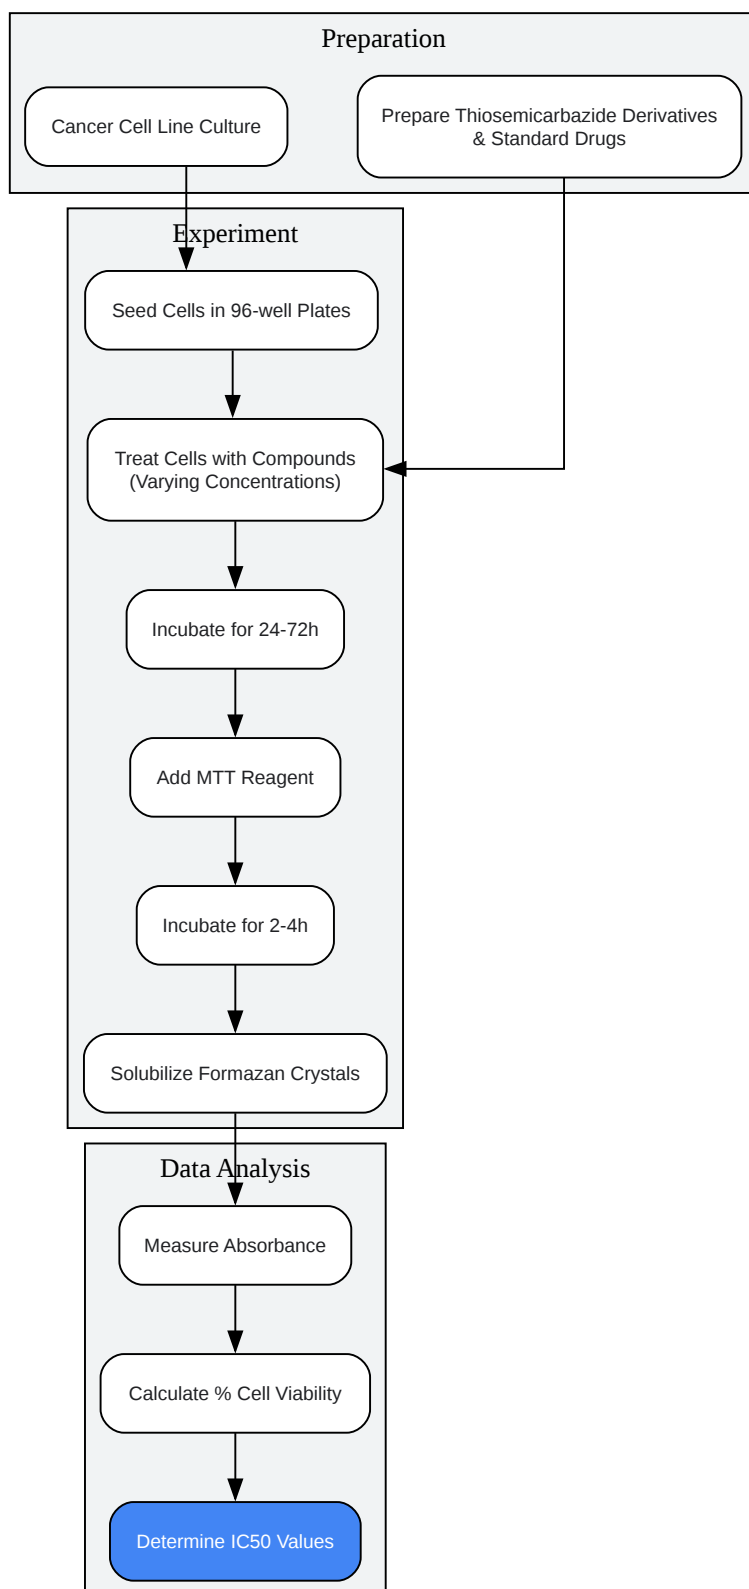 Preparation
Cancer Cell Line Culture
Prepare Thiosemicarbazide Derivatives
& Standard Drugs
Experiment
Seed Cells in 96-well Plates
Treat Cells with Compounds
(Varying Concentrations)
Incubate for 24-72h
Add MTT Reagent
Incubate for 2-4h
Solubilize Formazan Crystals
Data Analysis
Measure Absorbance
Calculate % Cell Viability
Determine IC50 Values